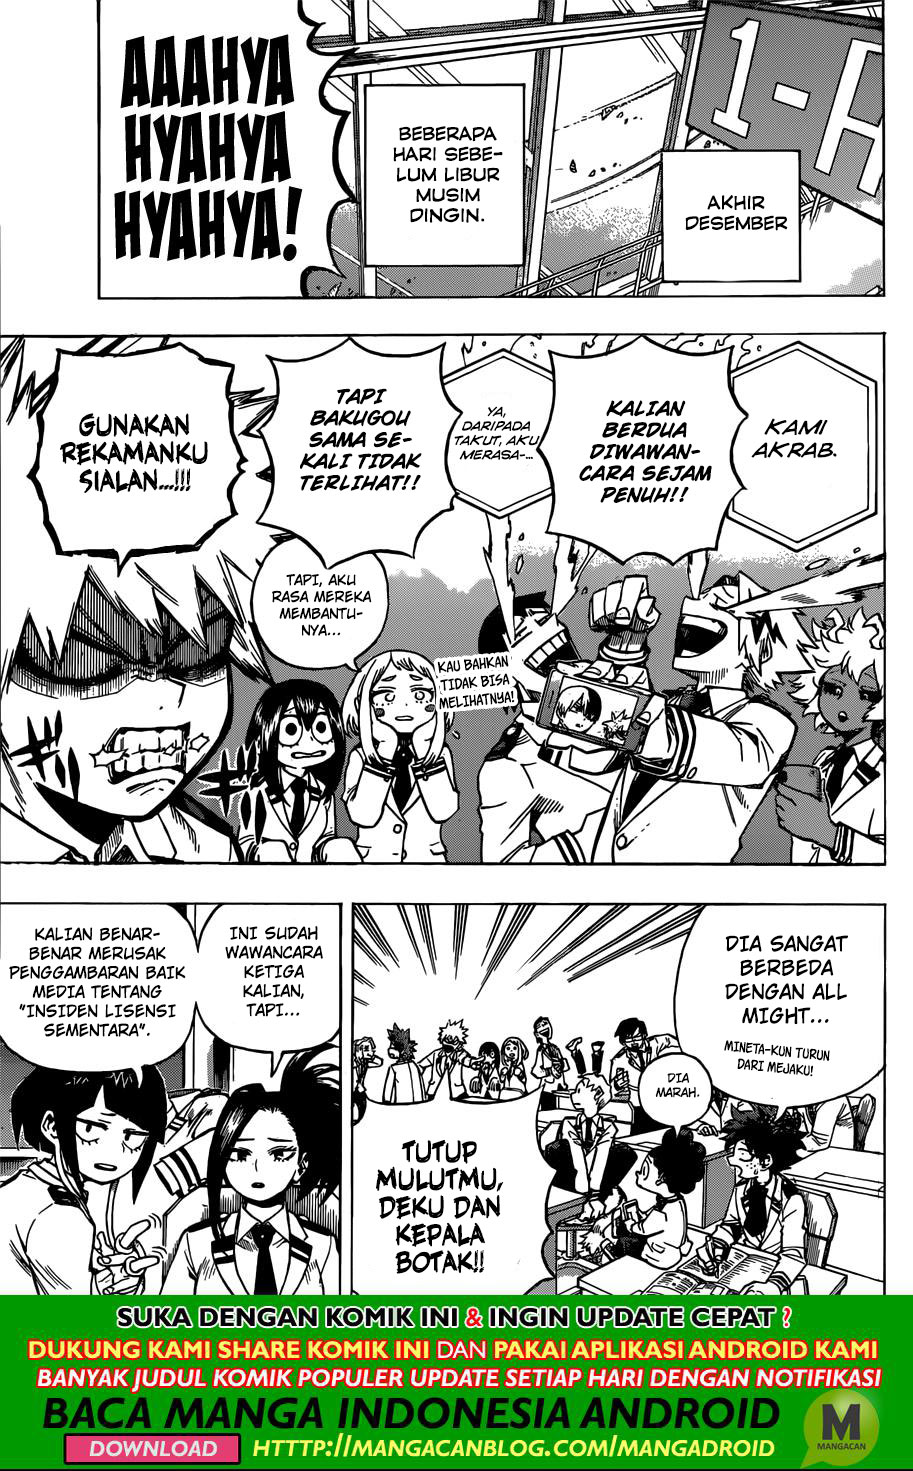 1-A
AKHIR
DESEMBER
BEBERAPA
HARI SEBE-
LUM LIBUR
MUSIM
DINGIN.
AAAHYA
HYAHYA
HYAHYA!
KAMI
AKRAB.
KALIAN
BERDUA
DIWAWAN-
CARA SEJAM
PENUH!!
YA,
DARIPADA
TAKUT, AKU
MERASA-...
TAPI
BAKUGOU
SAMA SE-
KALI TIDAK
TERLIHAT!!
KAU BAHKAN
TIDAK BISA
MELIHATNYA!
TAPI, AKU
RASA MEREKA
MEMBANTU-
NYA...
GUNAKAN
REKAMANKU
SIALAN...!!!
DIA SANGAT
BERBEDA
DENGAN ALL
MIGHT...
MINETA-KUN TURUN
DARI MEJAKU!
DIA
MARAH.
TUTUP
MULUTMU,
DEKU DAN
KEPALA
BOTAK!!
INI SUDAH
WAWANCARA
KETIGA
KALIAN,
TAPI...
KALIAN BENAR-
BENAR MERUSAK
PENGGAMBARAN BAIK
MEDIA TENTANG
"INSIDEN LISENSI
SEMENTARA".
SUKA DENGAN KOMIK INI & INGIN UPDATE CEPAT ?
DUKUNG KAMI SHARE KOMIK INI DAN PAKAI APLIKASI ANDROID KAMI
BANYAK JUDUL KOMIK POPULER UPDATE SETIAP HARI DENGAN NOTIFIKASI
BACA MANGA INDONESIA ANDROID
DOWNLOAD HTTTP://MANGACANBLOG.COM/MANGADROID
M
MANGACAN